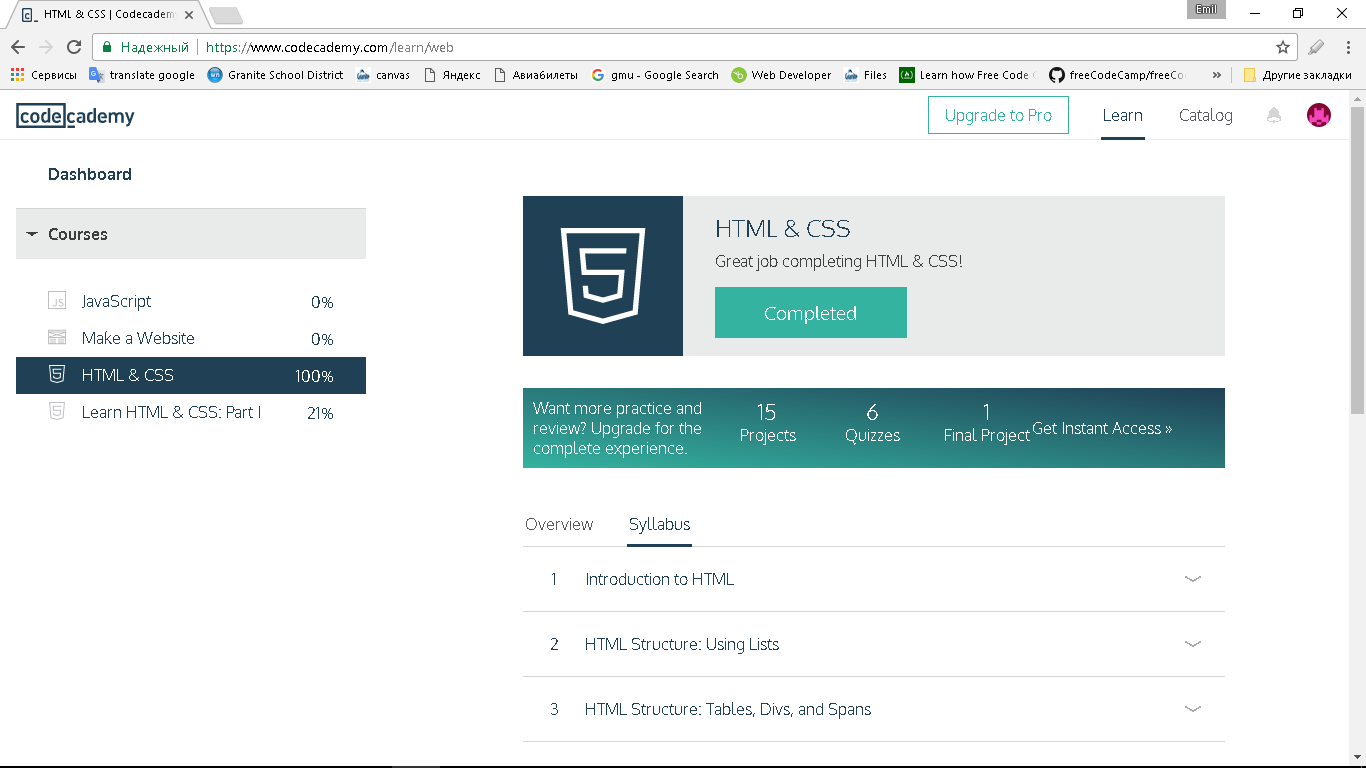 HTML & CSS | Codecadem
Emil
Надежный https://www.codecademy.com/learn/web
Сервисы translate google Granite School District canvas Яндекс Авиабилеты gmu - Google Search Web Developer Files Learn how Free Code freeCodeCamp/freeCo » Другие закладки
codecademy Upgrade to Pro Learn Catalog
Dashboard
Courses
JavaScript 0%
Make a Website 0%
HTML & CSS 100%
Learn HTML & CSS: Part I 21%
HTML & CSS
Great job completing HTML & CSS!
Completed
Want more practice and
review? Upgrade for the
complete experience.
15
Projects
6
Quizzes
1
Final Project
Get Instant Access »
Overview Syllabus
1 Introduction to HTML
2 HTML Structure: Using Lists
3 HTML Structure: Tables, Divs, and Spans